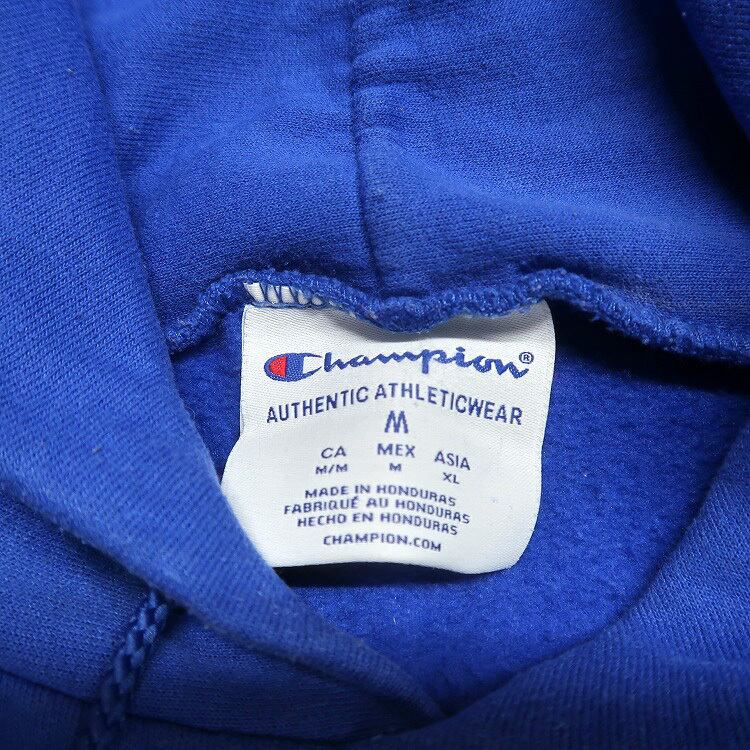 Champion®
AUTHENTIC ATHLETICWEAR
M
CA MEX ASIA
M/M M XL
MADE IN HONDURAS
FABRIQUÉ AU HONDURAS
HECHO EN HONDURAS
CHAMPION.COM